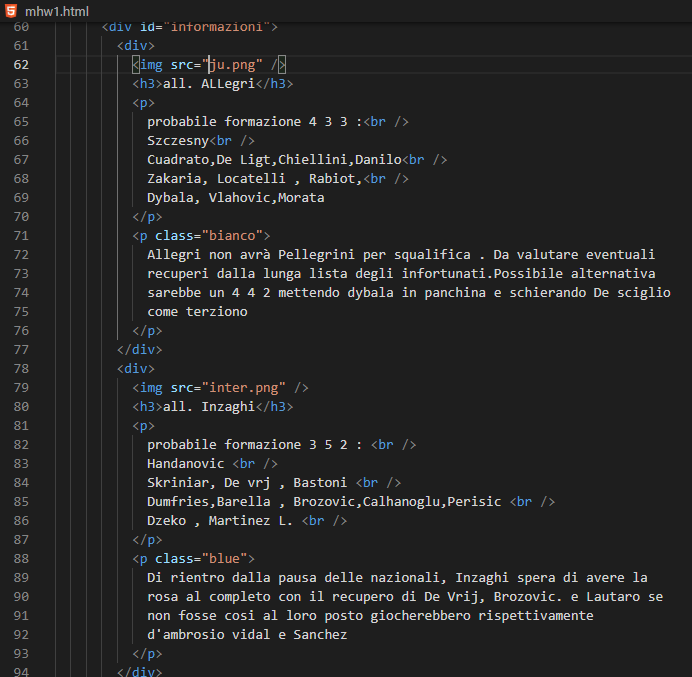 mhw1.html
60 <div id="informazioni">
61 <div>
62 <img src="ju.png" />
63 <h3>all. ALLegri</h3>
64 <p>
65 probabile formazione 4 3 3 :<br />
66 Szczesny<br />
67 Cuadrato,De Ligt,Chiellini,Danilo<br />
68 Zakaria, Locatelli , Rabiot,<br />
69 Dybala, Vlahovic,Morata
70 </p>
71 <p class="bianco">
72 Allegri non avrà Pellegrini per squalifica . Da valutare eventuali
73 recuperi dalla lunga lista degli infortunati.Possibile alternativa
74 sarebbe un 4 4 2 mettendo dybala in panchina e schierando De sciglio
75 come terziono
76 </p>
77 </div>
78 <div>
79 <img src="inter.png" />
80 <h3>all. Inzaghi</h3>
81 <p>
82 probabile formazione 3 5 2 : <br />
83 Handanovic <br />
84 Skriniar, De vrj , Bastoni <br />
85 Dumfries,Barella , Brozovic,Calhanoglu,Perisic <br />
86 Dzeko , Martinez L. <br />
87 </p>
88 <p class="blue">
89 Di rientro dalla pausa delle nazionali, Inzaghi spera di avere la
90 rosa al completo con il recupero di De Vrij, Brozovic. e Lautaro se
91 non fosse cosi al loro posto giocherebbero rispettivamente
92 d'ambrosio vidal e Sanchez
93 </p>
94 </div>